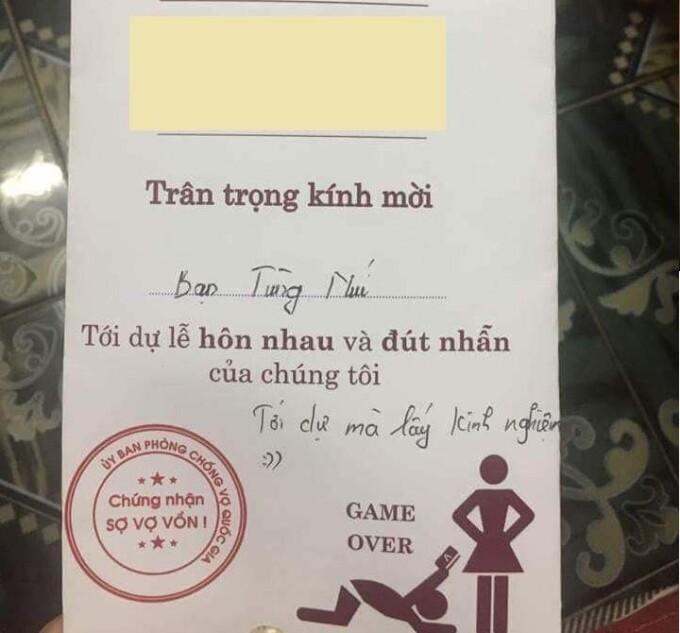 Trân trọng kính mời
Bạn Tùng Núi
Tới dự lễ hôn nhau và đút nhẫn
của chúng tôi
Tới dự mà lấy kinh nghiệm
:))
ỦY BAN PHÒNG CHỐNG VỢ QUỐC GIA
Chứng nhận
SỢ VỢ VỐN !
GAME
OVER